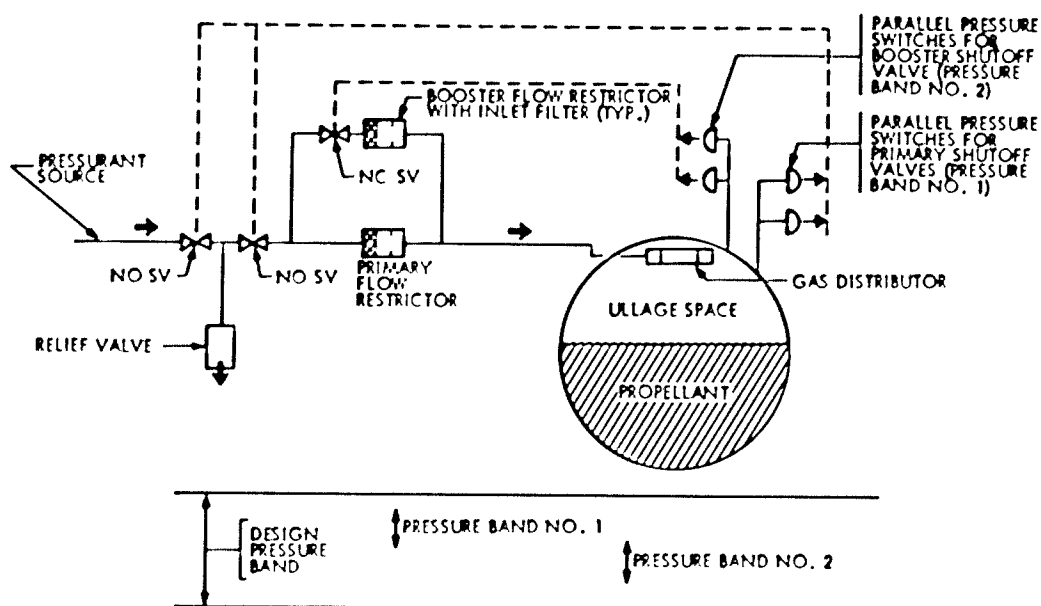 PARALLEL PRESSURE
SWITCHES FOR
BOOSTER SHUTOFF
VALVE (PRESSURE
BAND NO. 2)
BOOSTER FLOW RESTRICTOR
WITH INLET FILTER (TYP.)
PARALLEL PRESSURE
SWITCHES FOR
PRIMARY SHUTOFF
VALVES (PRESSURE
BAND NO. 1)
PRESSURANT
SOURCE
NC SV
NO SV
NO SV
PRIMARY
FLOW
RESTRICTOR
GAS DISTRIBUTOR
ULLAGE SPACE
RELIEF VALVE
PROPELLANT
DESIGN
PRESSURE
BAND
PRESSURE BAND NO. 1
PRESSURE BAND NO. 2